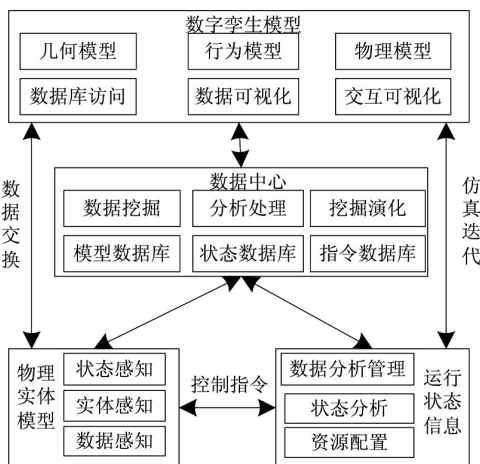 数字孪生模型
几何模型 行为模型 物理模型
数据库访问 数据可视化 交互可视化
数据交换
仿真迭代
数据中心
数据挖掘 分析处理 挖掘演化
模型数据库 状态数据库 指令数据库
物理
实体
模型
状态感知
实体感知
数据感知
控制指令
数据分析管理
状态分析
资源配置
运行
状态
信息